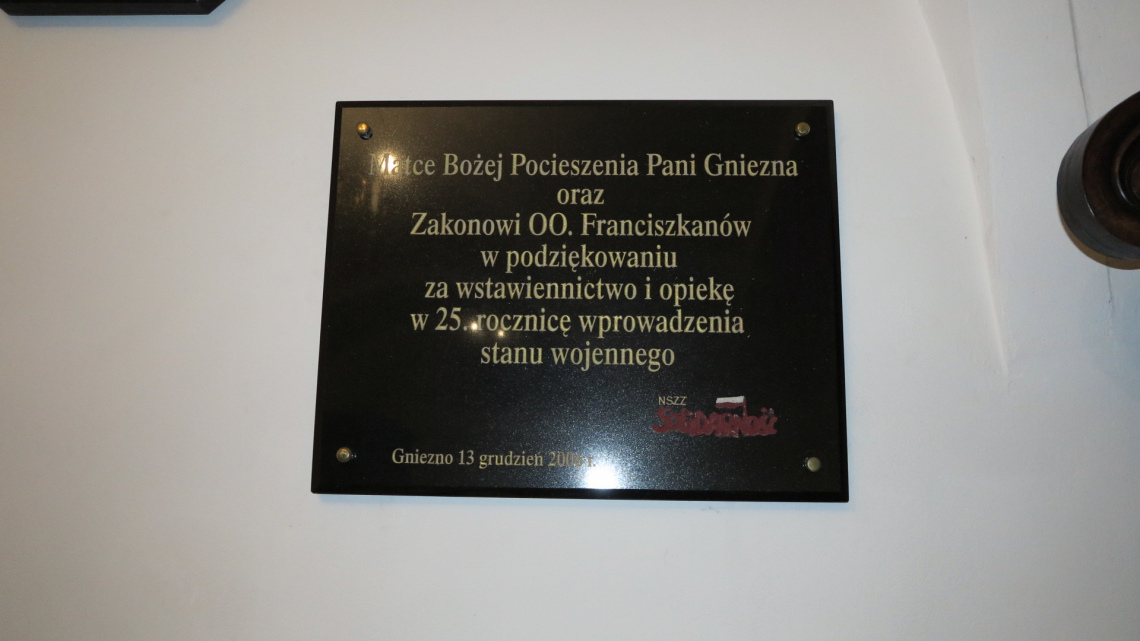 Matce Bożej Pocieszenia Pani Gniezna
oraz
Zakonowi OO. Franciszkanów
w podziękowaniu
za wstawiennictwo i opiekę
w 25. rocznicę wprowadzenia
stanu wojennego
NSZZ
Solidarność
Gniezno 13 grudzień 2006 r.